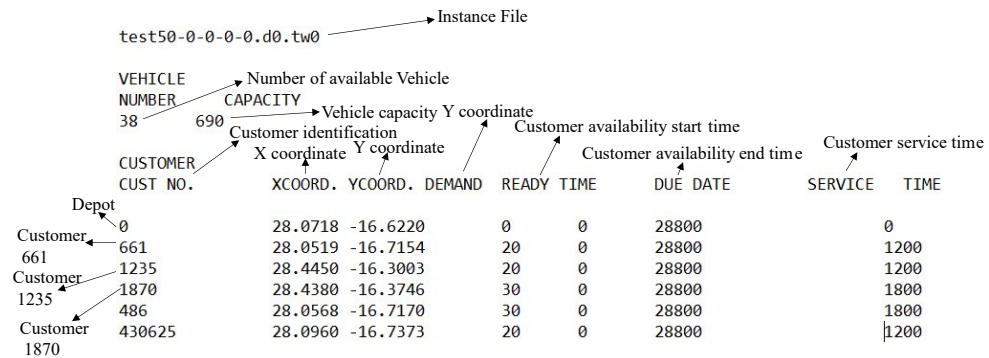 Instance File
test50-0-0-0-0.d0.tw0
VEHICLE
Number of available Vehicle
NUMBER CAPACITY
38 690
Vehicle capacity Y coordinate
Customer identification
Customer availability start time
X coordinate Y coordinate
Customer availability end time
Customer service time
CUSTOMER
CUST NO. XCOORD. YCOORD. DEMAND READY TIME DUE DATE SERVICE TIME
Depot
0 28.0718 -16.6220 0 0 28800 0
Customer
661
661 28.0519 -16.7154 20 0 28800 1200
Customer
1235
1235 28.4450 -16.3003 20 0 28800 1200
1870 28.4380 -16.3746 30 0 28800 1800
486 28.0568 -16.7170 30 0 28800 1800
Customer
1870
430625 28.0960 -16.7373 20 0 28800 1200